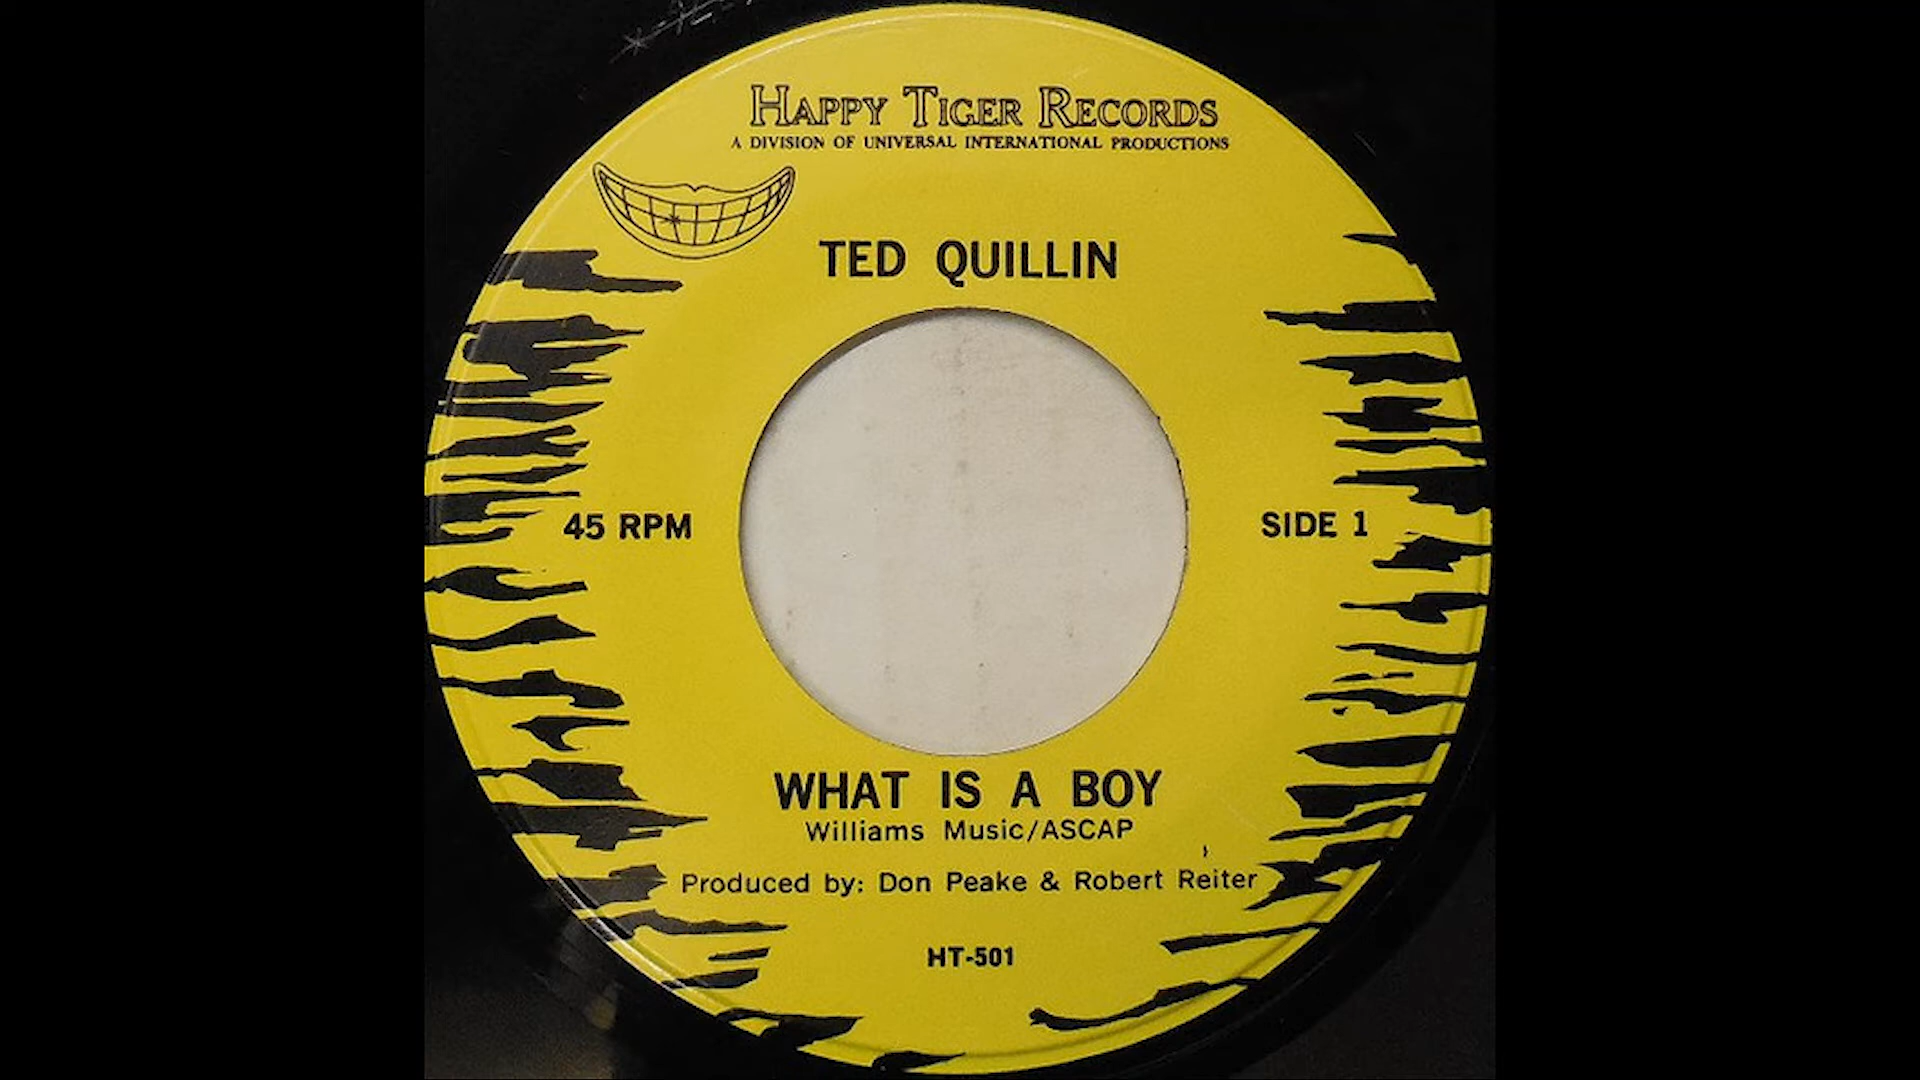 HAPPY TIGER RECORDS
A DIVISION OF UNIVERSAL INTERNATIONAL PRODUCTIONS
TED QUILLIN
45 RPM
SIDE 1
WHAT IS A BOY
Williams Music/ASCAP
Produced by: Don Peake & Robert Reiter
HT-501